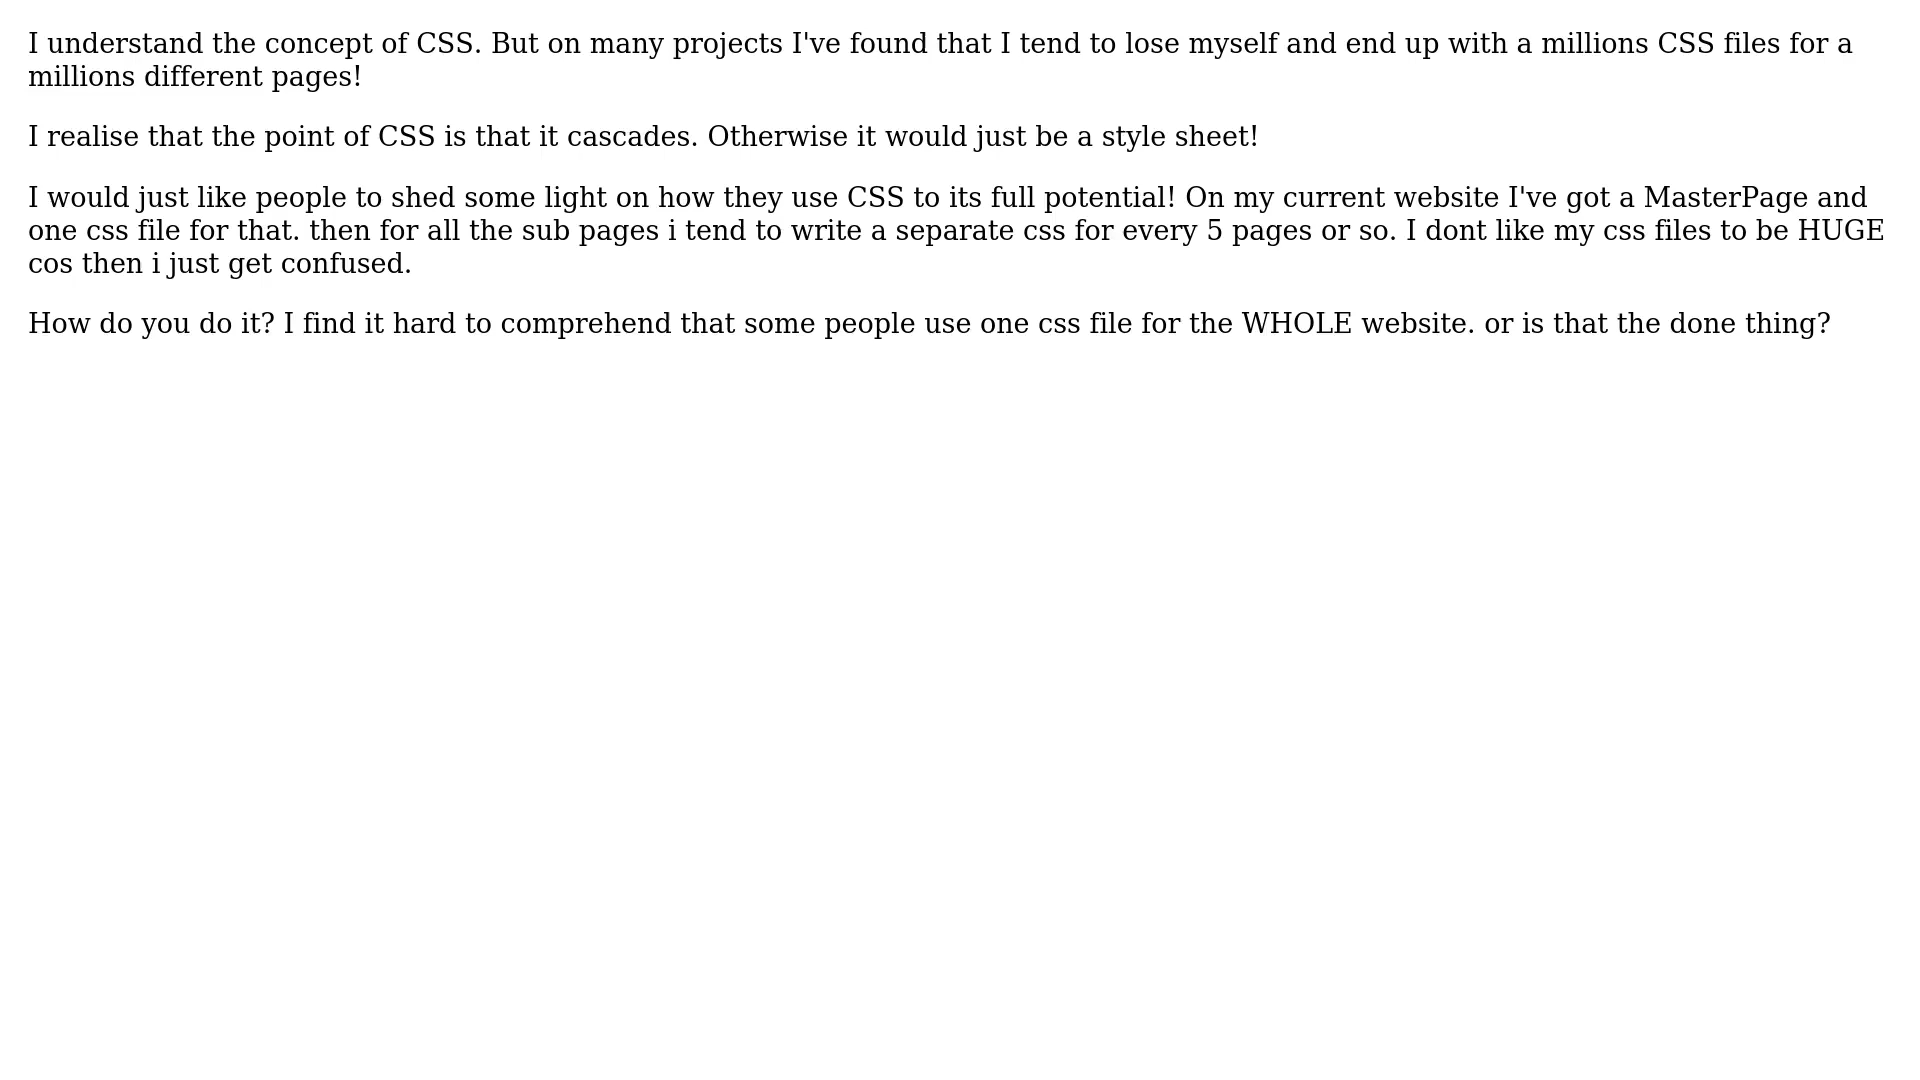 I understand the concept of CSS. But on many projects I've found that I tend to lose myself and end up with a millions CSS files for a
millions different pages!
I realise that the point of CSS is that it cascades. Otherwise it would just be a style sheet!
I would just like people to shed some light on how they use CSS to its full potential! On my current website I've got a MasterPage and
one css file for that. then for all the sub pages i tend to write a separate css for every 5 pages or so. I dont like my css files to be HUGE
cos then i just get confused.
How do you do it? I find it hard to comprehend that some people use one css file for the WHOLE website. or is that the done thing?